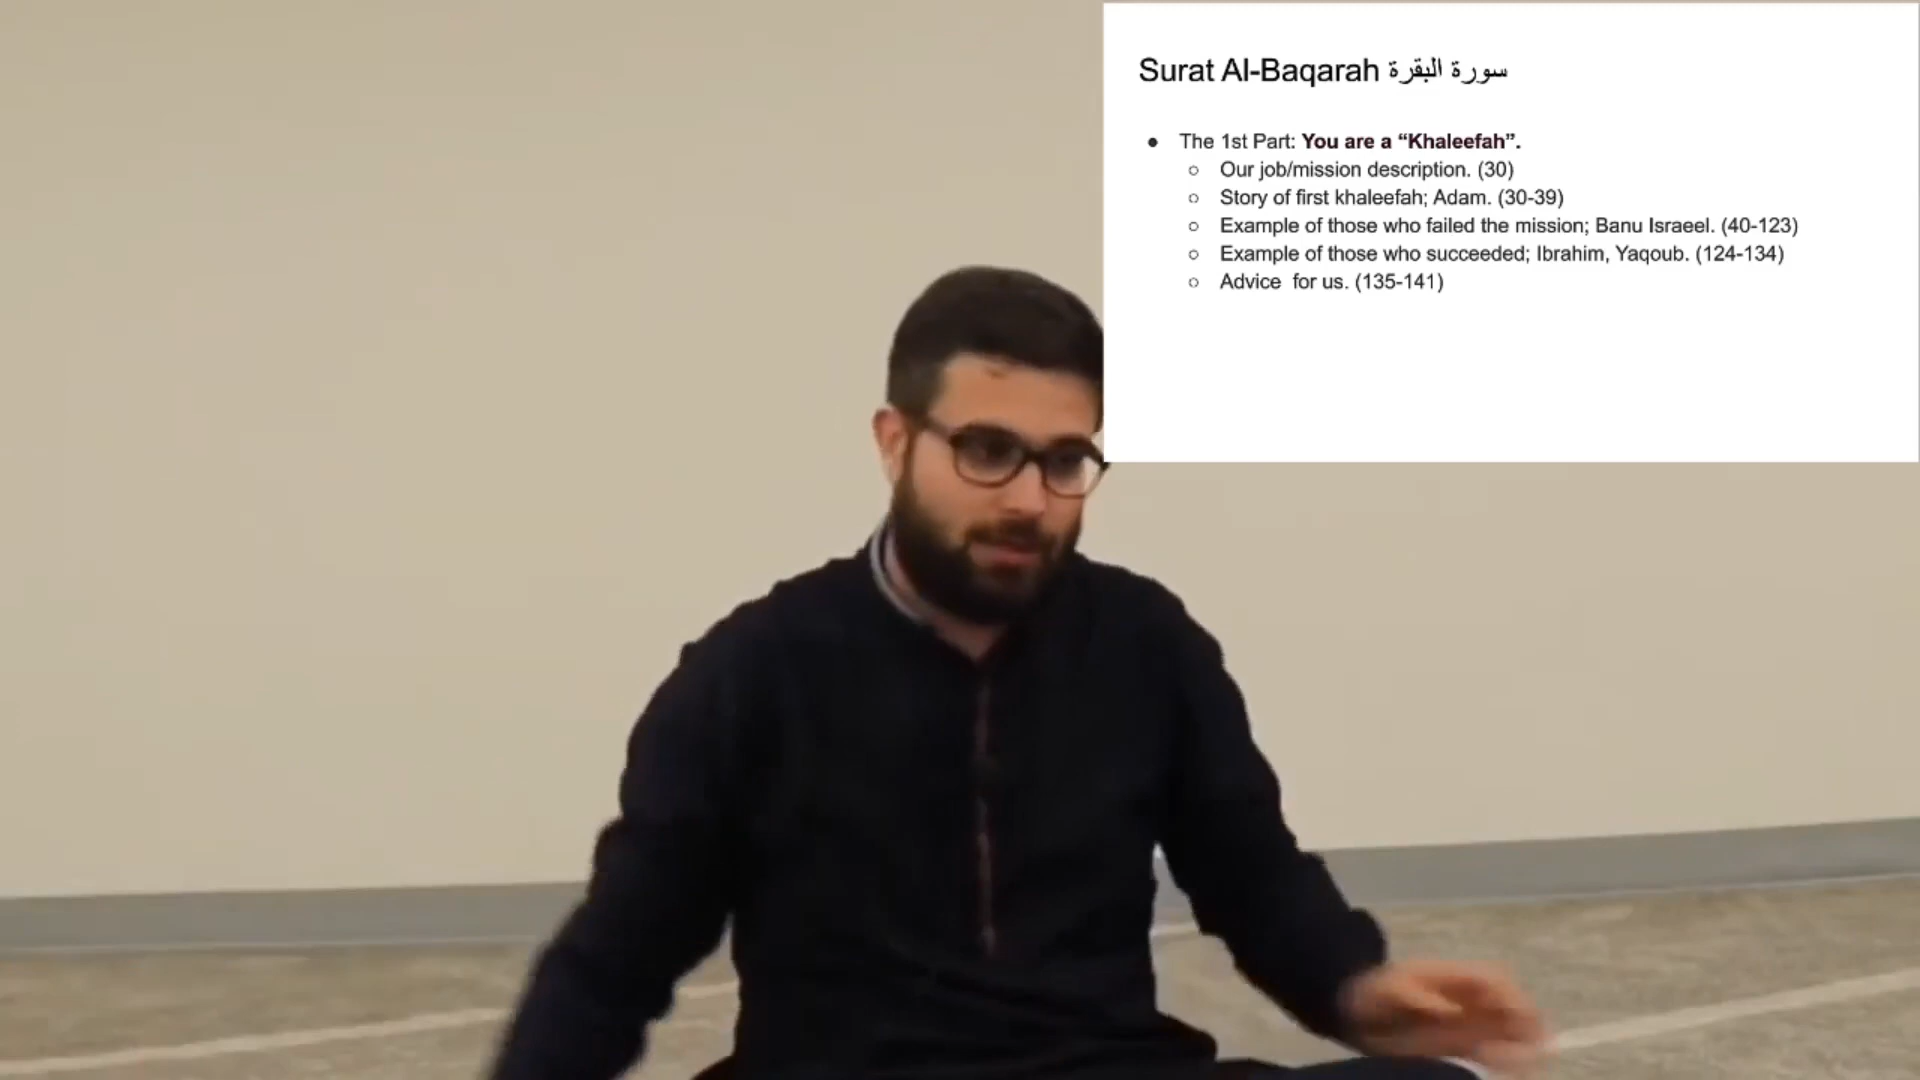 Surat Al-Baqarah سورة البقرة
● The 1st Part: You are a “Khaleefah”.
○ Our job/mission description. (30)
○ Story of first khaleefah; Adam. (30-39)
○ Example of those who failed the mission; Banu Israeel. (40-123)
○ Example of those who succeeded; Ibrahim, Yaqoub. (124-134)
○ Advice  for us. (135-141)